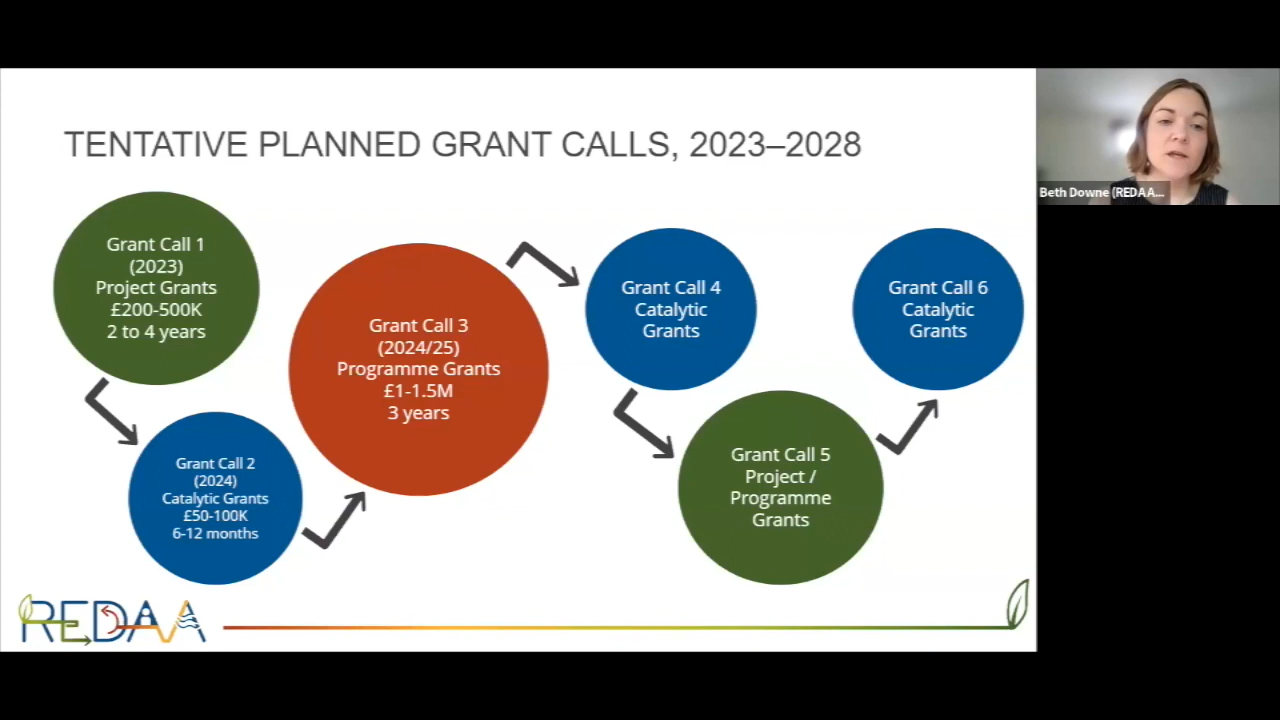 TENTATIVE PLANNED GRANT CALLS, 2023–2028
Grant Call 1
(2023)
Project Grants
£200-500K
2 to 4 years
Grant Call 2
(2024)
Catalytic Grants
£50-100K
6-12 months
Grant Call 3
(2024/25)
Programme Grants
£1-1.5M
3 years
Grant Call 4
Catalytic
Grants
Grant Call 5
Project /
Programme
Grants
Grant Call 6
Catalytic
Grants
REDAA
Beth Downe (REDAA...